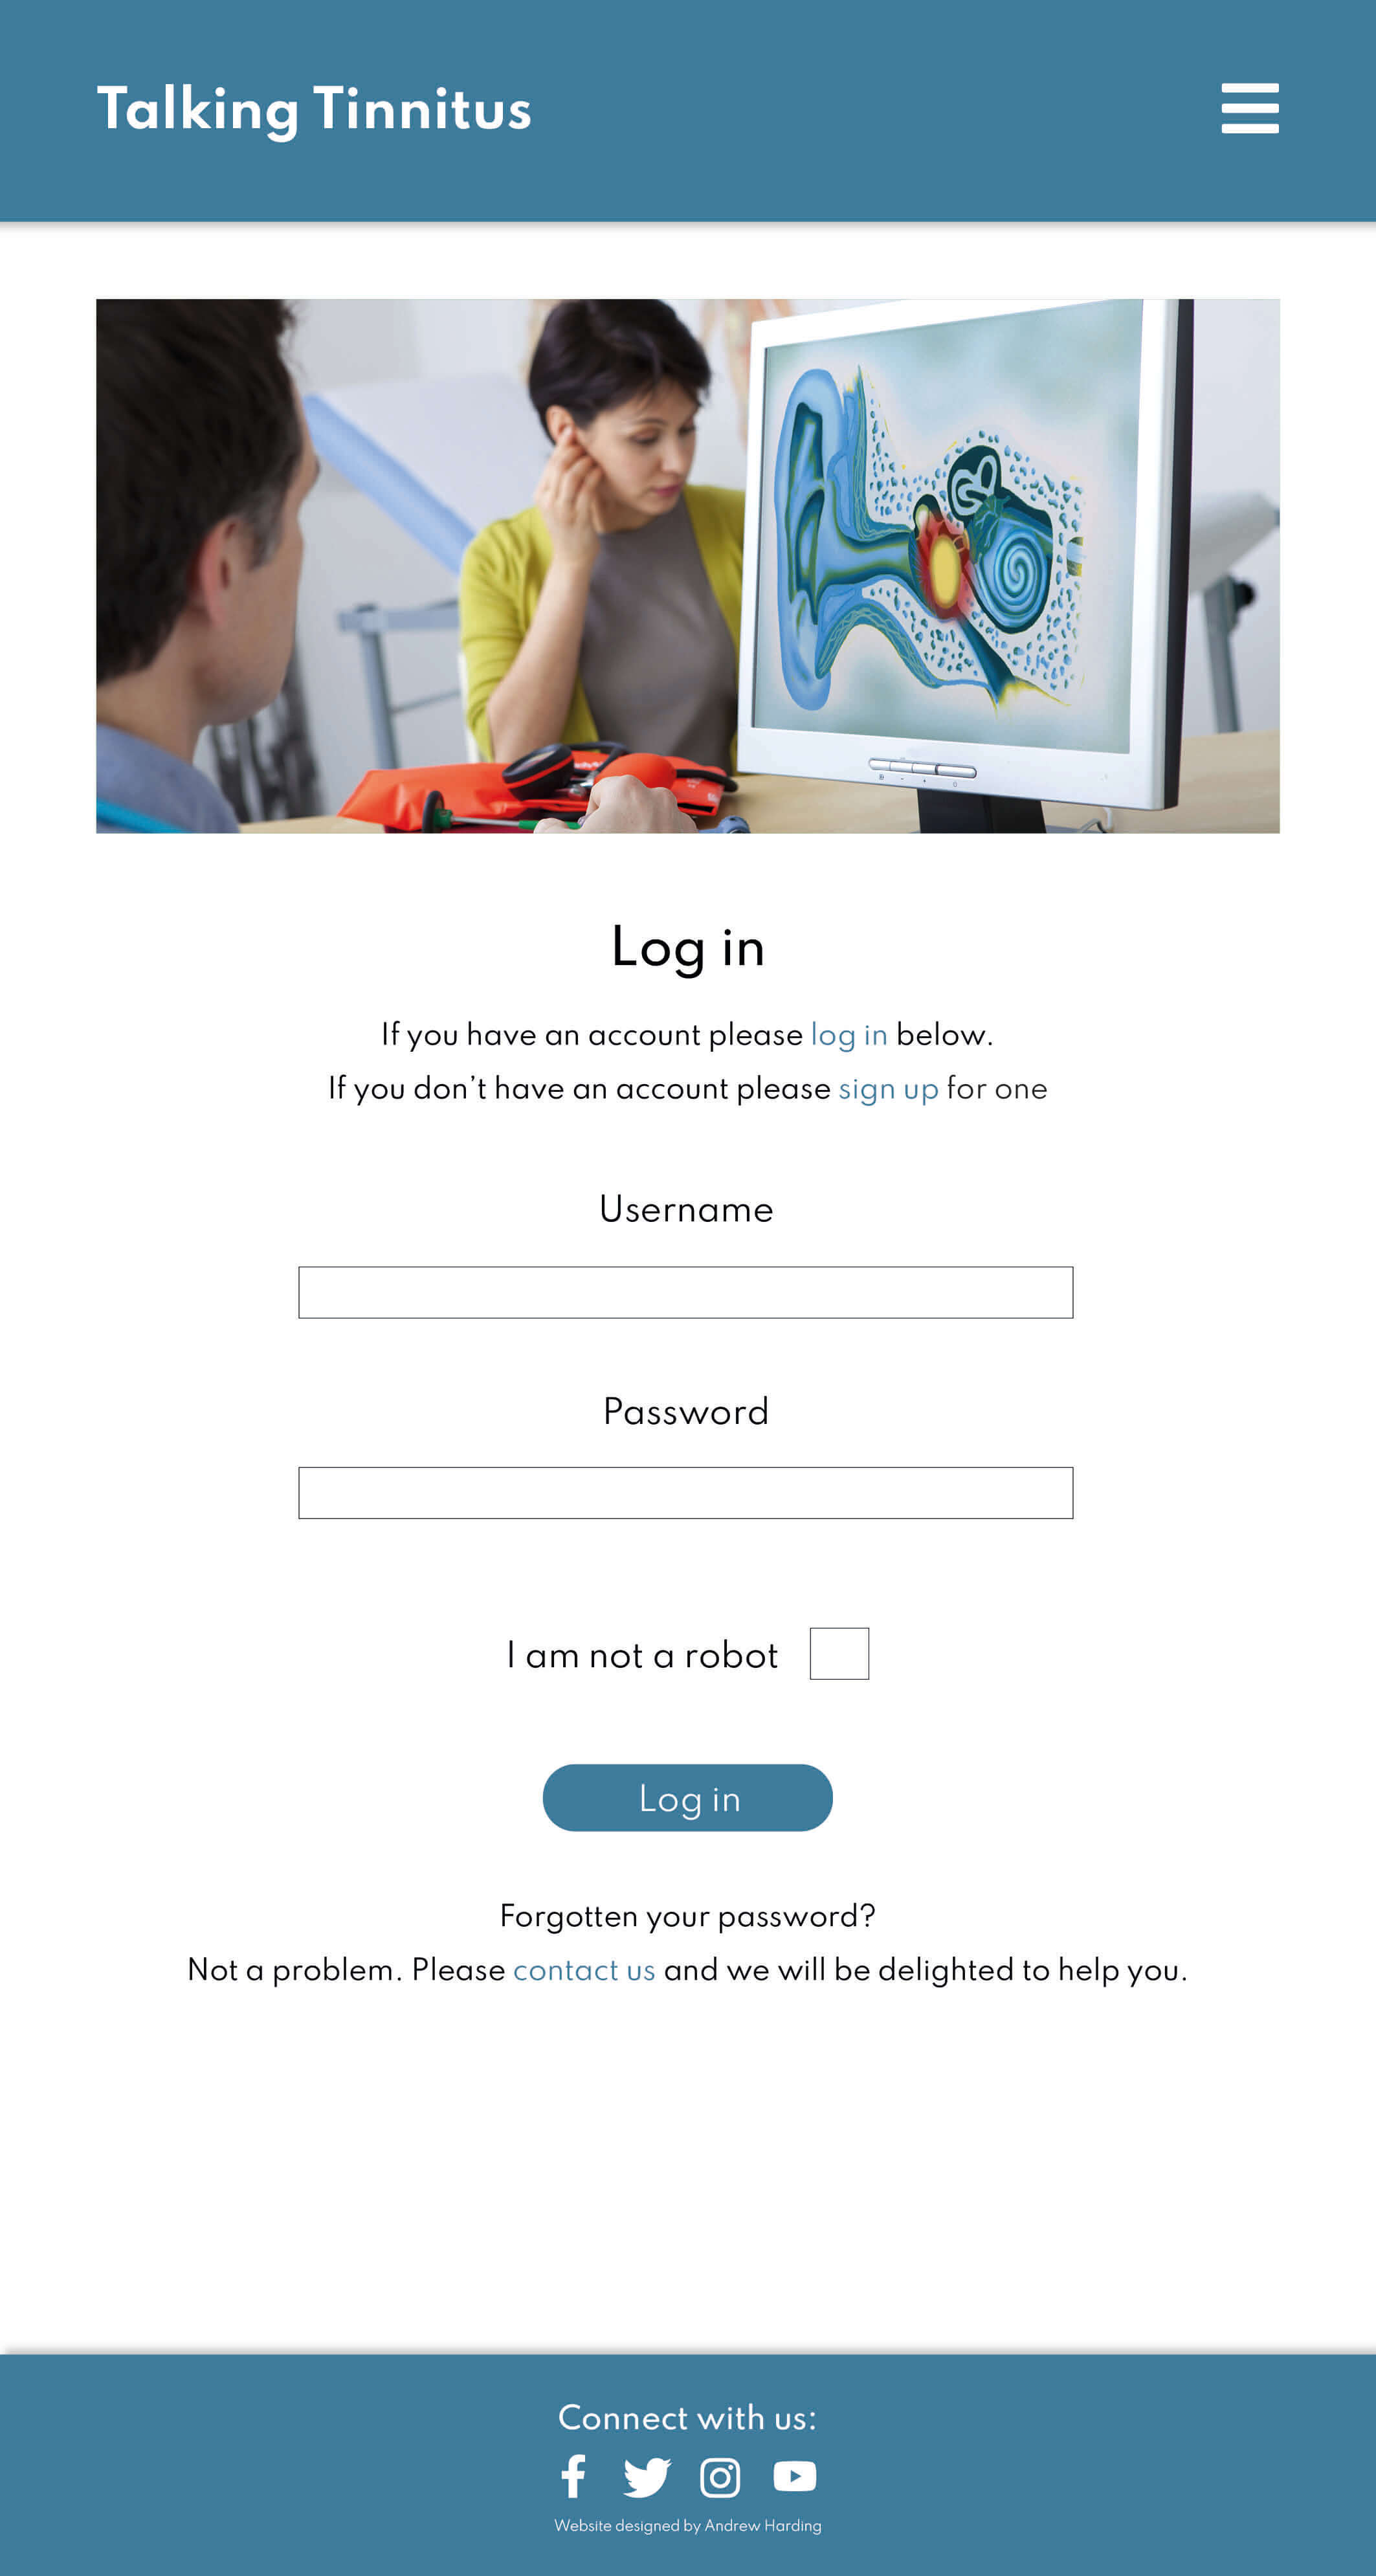 Talking Tinnitus
Log in
If you have an account please log in below.
If you don’t have an account please sign up for one
Username
Password
I am not a robot
Log in
Forgotten your password?
Not a problem. Please contact us and we will be delighted to help you.
Connect with us:
Website designed by Andrew Harding